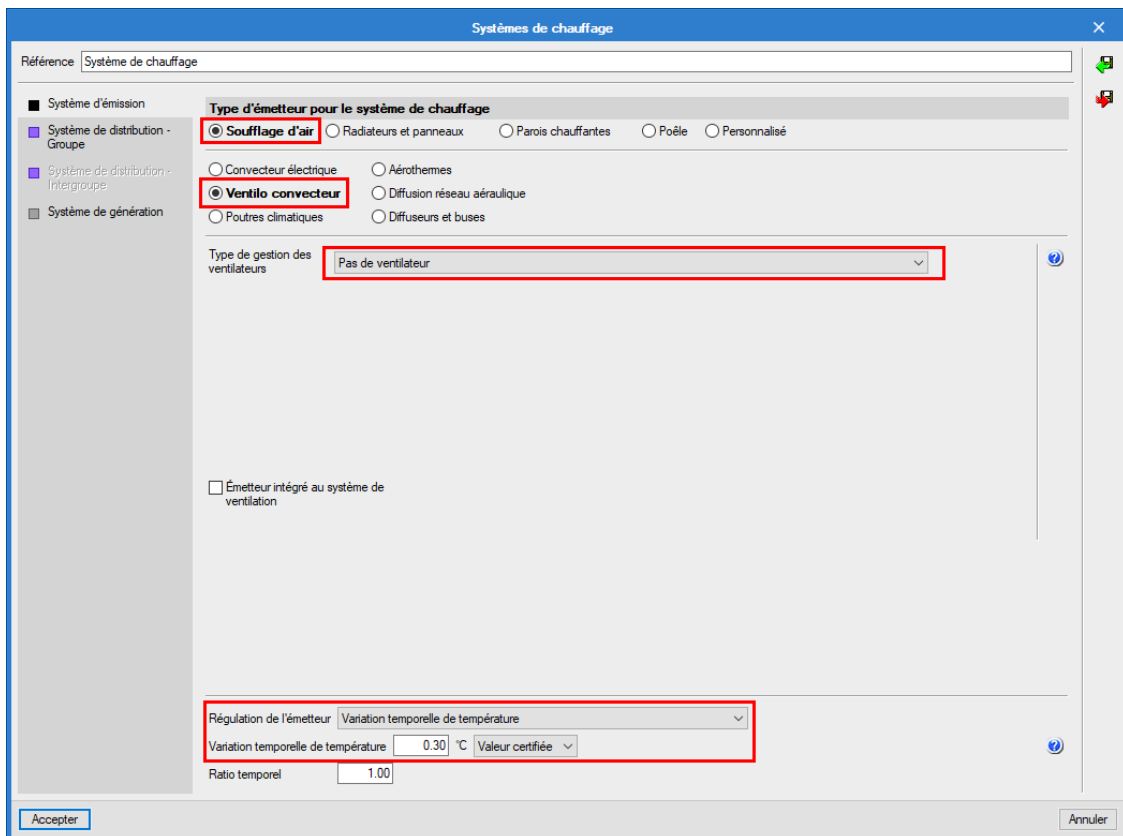 Systèmes de chauffage
Référence Système de chauffage
Système d'émission
Système de distribution -
Groupe
Système de distribution -
Intergroupe
Système de génération
Type d'émetteur pour le système de chauffage
Soufflage d'air Radiateurs et panneaux Parois chauffantes Poêle Personnalisé
Convecteur électrique Aérothermes
Ventilo convecteur Diffusion réseau aéraulique
Poutres climatiques Diffuseurs et buses
Type de gestion des
ventilateurs
Pas de ventilateur
Émetteur intégré au système de
ventilation
Régulation de l'émetteur Variation temporelle de température
Variation temporelle de température 0.30 °C Valeur certifiée
Ratio temporel 1.00
Accepter Annuler